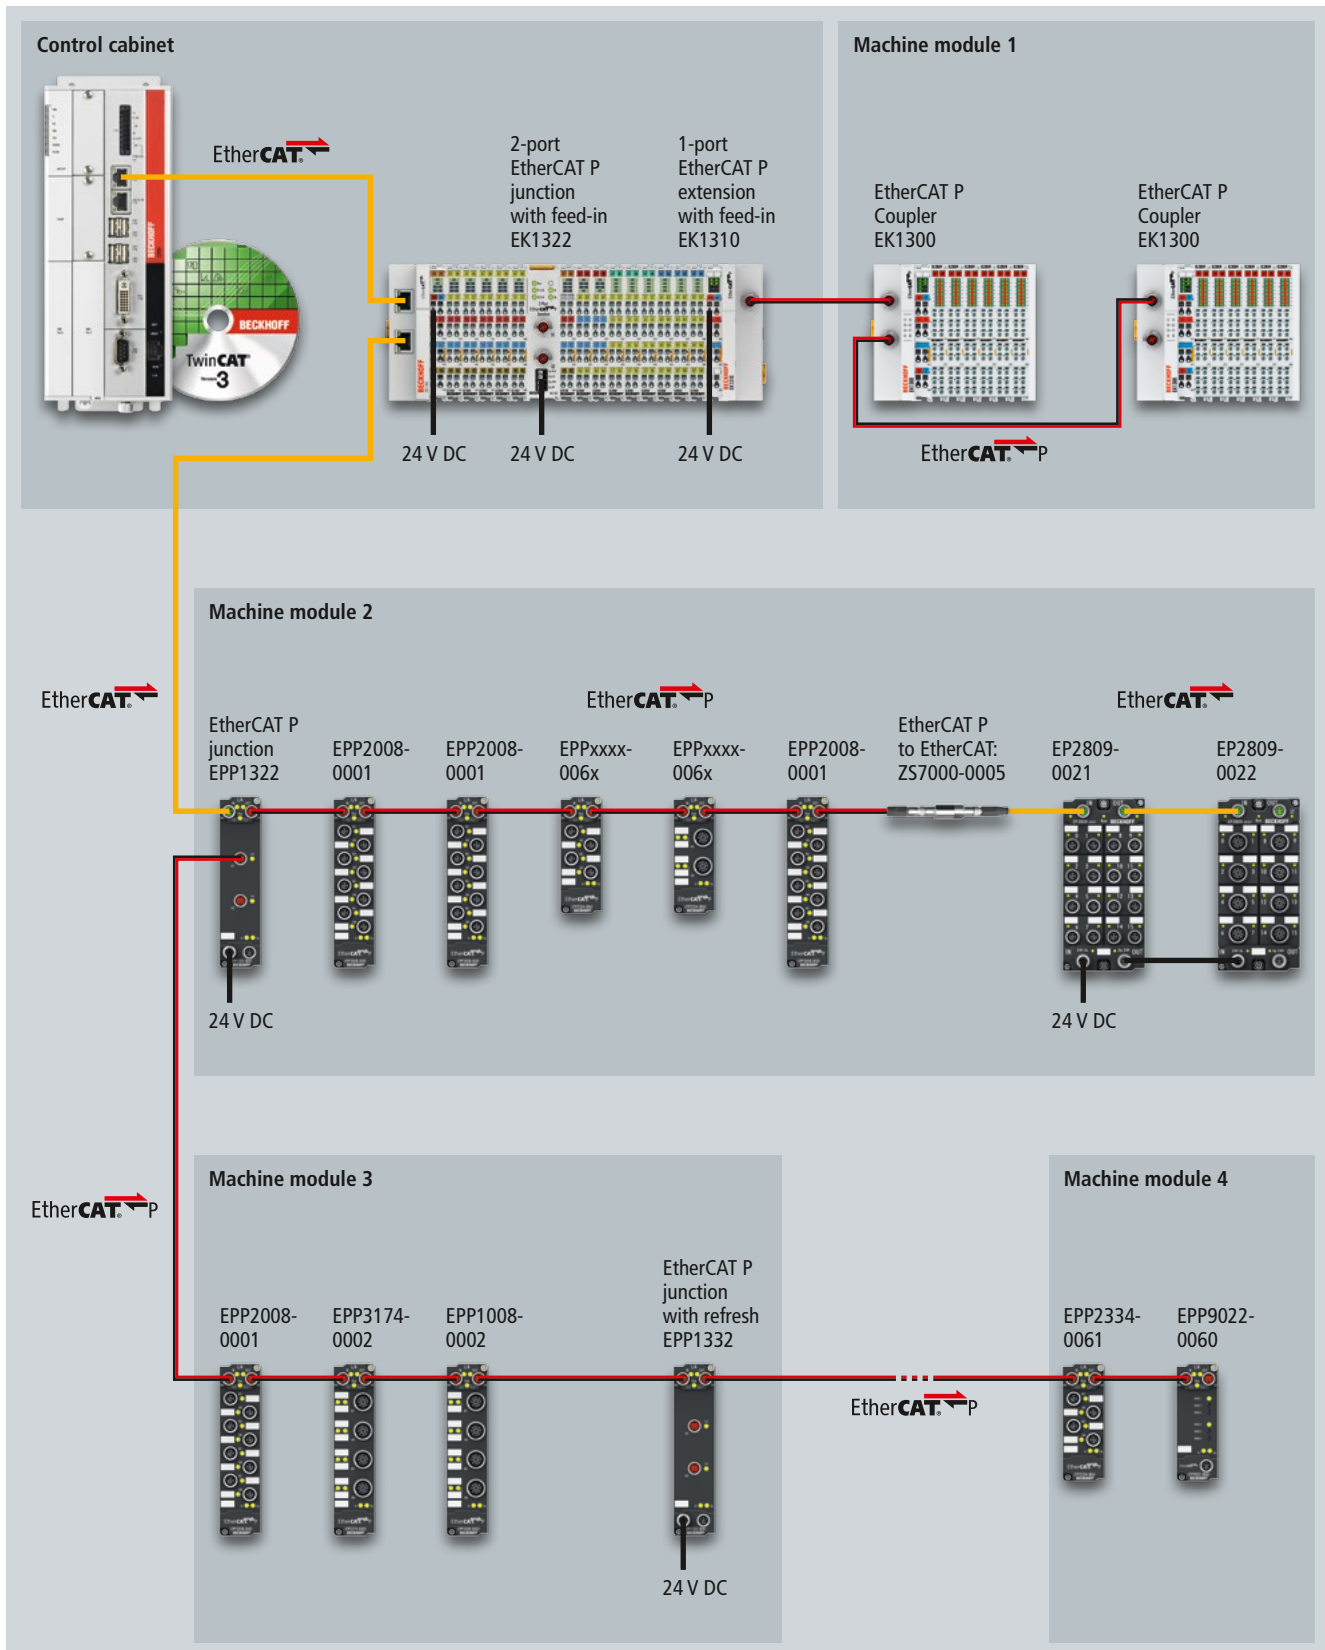 Control cabinet
EtherCAT®
BECKHOFF
TwinCAT®
3
2-port
EtherCAT P
junction
with feed-in
EK1322
1-port
EtherCAT P
extension
with feed-in
EK1310
BECKHOFF
BECKHOFF
24 V DC
24 V DC
24 V DC
Machine module 1
EtherCAT P
Coupler
EK1300
EtherCAT P
Coupler
EK1300
EtherCAT® P
Machine module 2
EtherCAT®
EtherCAT® P
EtherCAT®
EtherCAT P
junction
EPP1322
EPP2008-
0001
EPP2008-
0001
EPPxxxx-
006x
EPPxxxx-
006x
EPP2008-
0001
EtherCAT P
to EtherCAT:
ZS7000-0005
EP2809-
0021
EP2809-
0022
24 V DC
24 V DC
EtherCAT® P
Machine module 3
EPP2008-
0001
EPP3174-
0002
EPP1008-
0002
EtherCAT P
junction
with refresh
EPP1332
24 V DC
EtherCAT® P
Machine module 4
EPP2334-
0061
EPP9022-
0060